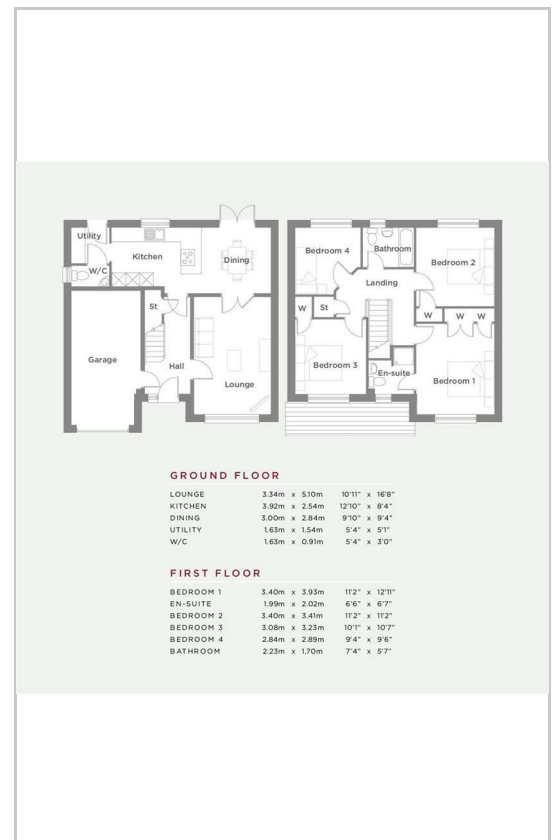 Utility
Kitchen
W/C
Dining
St
Garage
Hall
Lounge
Bedroom 4
Bathroom
Bedroom 2
Landing
W
St
W
W
W
Bedroom 3
En-suite
Bedroom 1
GROUND FLOOR
LOUNGE 3.34m x 5.10m 10'11" x 16'8"
KITCHEN 3.92m x 2.54m 12'10" x 8'4"
DINING 3.00m x 2.84m 9'10" x 9'4"
UTILITY 1.63m x 1.54m 5'4" x 5'1"
W/C 1.63m x 0.91m 5'4" x 3'0"
FIRST FLOOR
BEDROOM 1 3.40m x 3.93m 11'2" x 12'11"
EN-SUITE 1.99m x 2.02m 6'6" x 6'7"
BEDROOM 2 3.40m x 3.41m 11'2" x 11'2"
BEDROOM 3 3.08m x 3.23m 10'1" x 10'7"
BEDROOM 4 2.84m x 2.89m 9'4" x 9'6"
BATHROOM 2.23m x 1.70m 7'4" x 5'7"